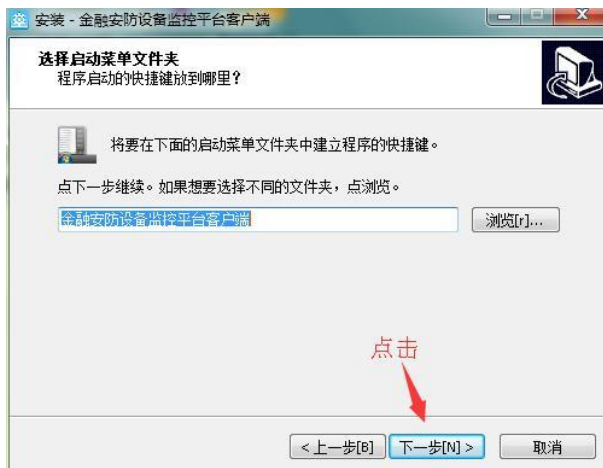 安装 - 金融安防设备监控平台客户端
选择启动菜单文件夹
程序启动的快捷键放到哪里?
将要在下面的启动菜单文件夹中建立程序的快捷键。
点下一步继续。如果想要选择不同的文件夹，点浏览。
金融安防设备监控平台客户端
浏览[r]...
点击
<上一步[B]
下一步[N] >
取消